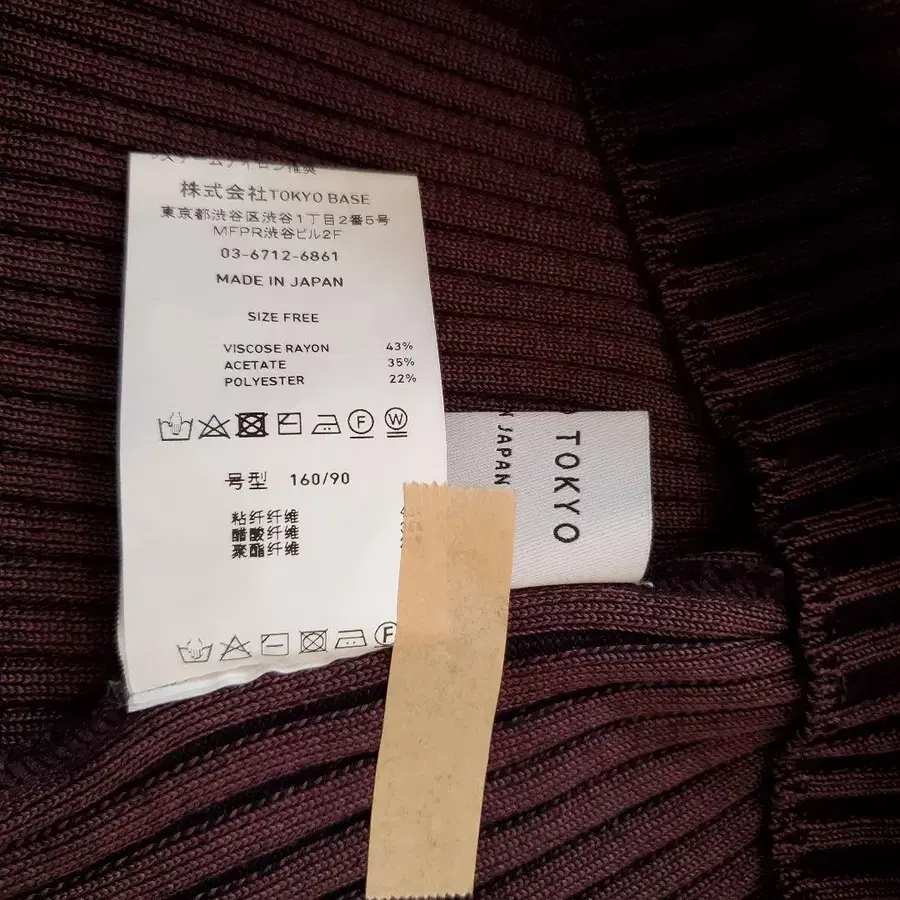 株式会社TOKYO BASE
東京都渋谷区渋谷1丁目2番5号
MFPR渋谷ビル2F
03-6712-6861
MADE IN JAPAN
SIZE FREE
VISCOSE RAYON 43%
ACETATE 35%
POLYESTER 22%
F W
号型 160/90
粘纤纤维
醋酸纤维
聚酯纤维
F
TOKYO
JAPAN